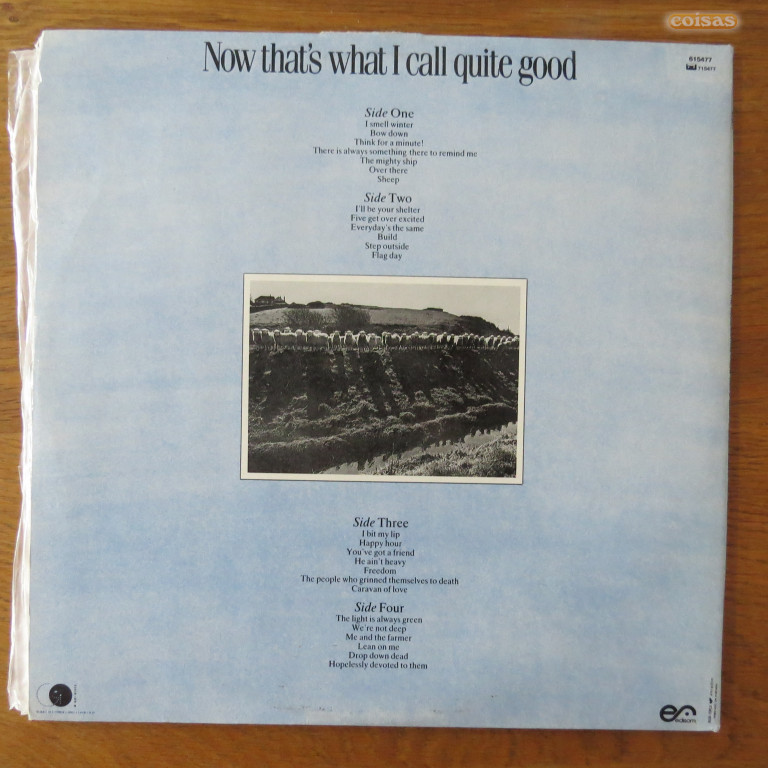 coisas
Now that's what I call quite good
815477
715477
Side One
I smell winter
Bow down
Think for a minute!
There is always something there to remind me
The mighty ship
Over there
Sheep
Side Two
I'll be your shelter
Five get over excited
Everyday's the same
Build
Step outside
Flag day
Side Three
I bit my lip
Happy hour
You've got a friend
He ain't heavy
Freedom
The people who grinned themselves to death
Caravan of love
Side Four
The light is always green
We're not deep
Me and the farmer
Lean on me
Drop down dead
Hopelessly devoted to them
edisom